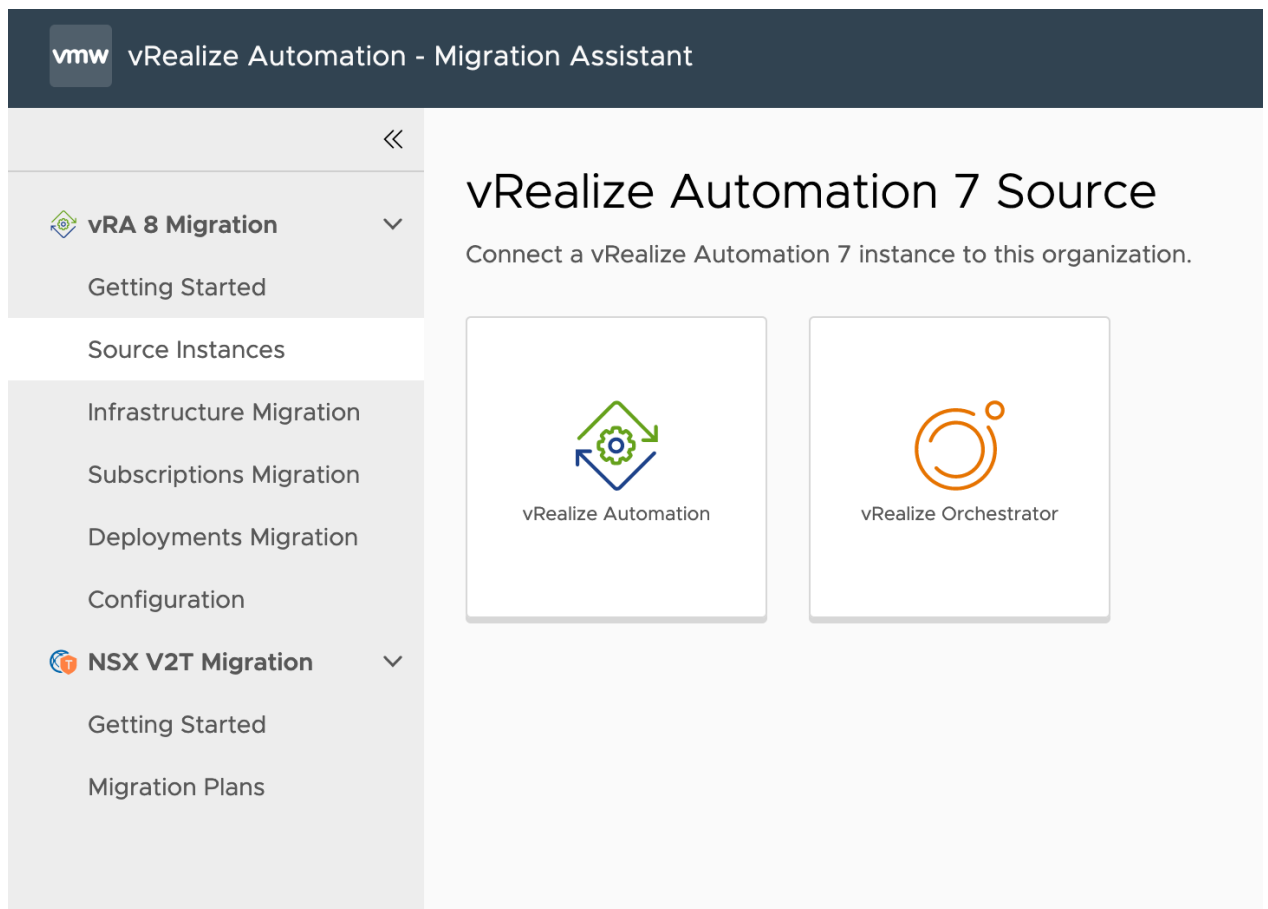 vmw vRealize Automation - Migration Assistant
vRA 8 Migration
Getting Started
Source Instances
Infrastructure Migration
Subscriptions Migration
Deployments Migration
Configuration
NSX V2T Migration
Getting Started
Migration Plans
vRealize Automation 7 Source
Connect a vRealize Automation 7 instance to this organization.
vRealize Automation
vRealize Orchestrator